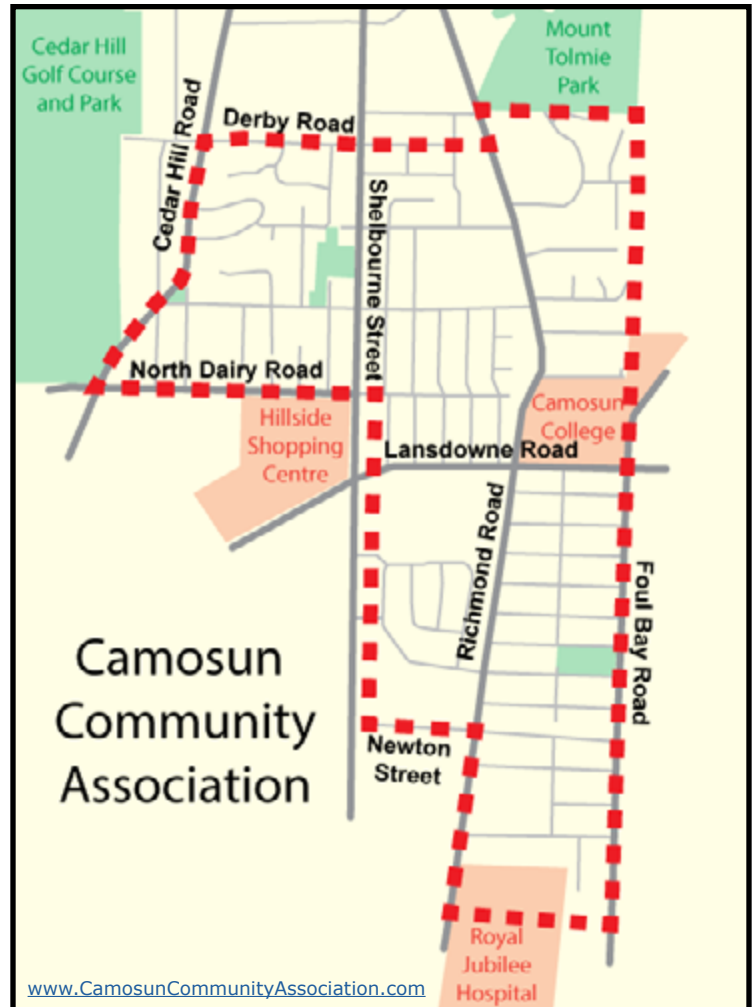 Cedar Hill
Golf Course
and Park
Mount
Tolmie
Park
Derby Road
Cedar Hill Road
Shelbourne Street
North Dairy Road
Hillside
Shopping
Centre
Camosun
College
Lansdowne Road
Richmond Road
Foul Bay Road
Camosun
Community
Association
Newton
Street
Royal
Jubilee
Hospital
www.CamosunCommunityAssociation.com